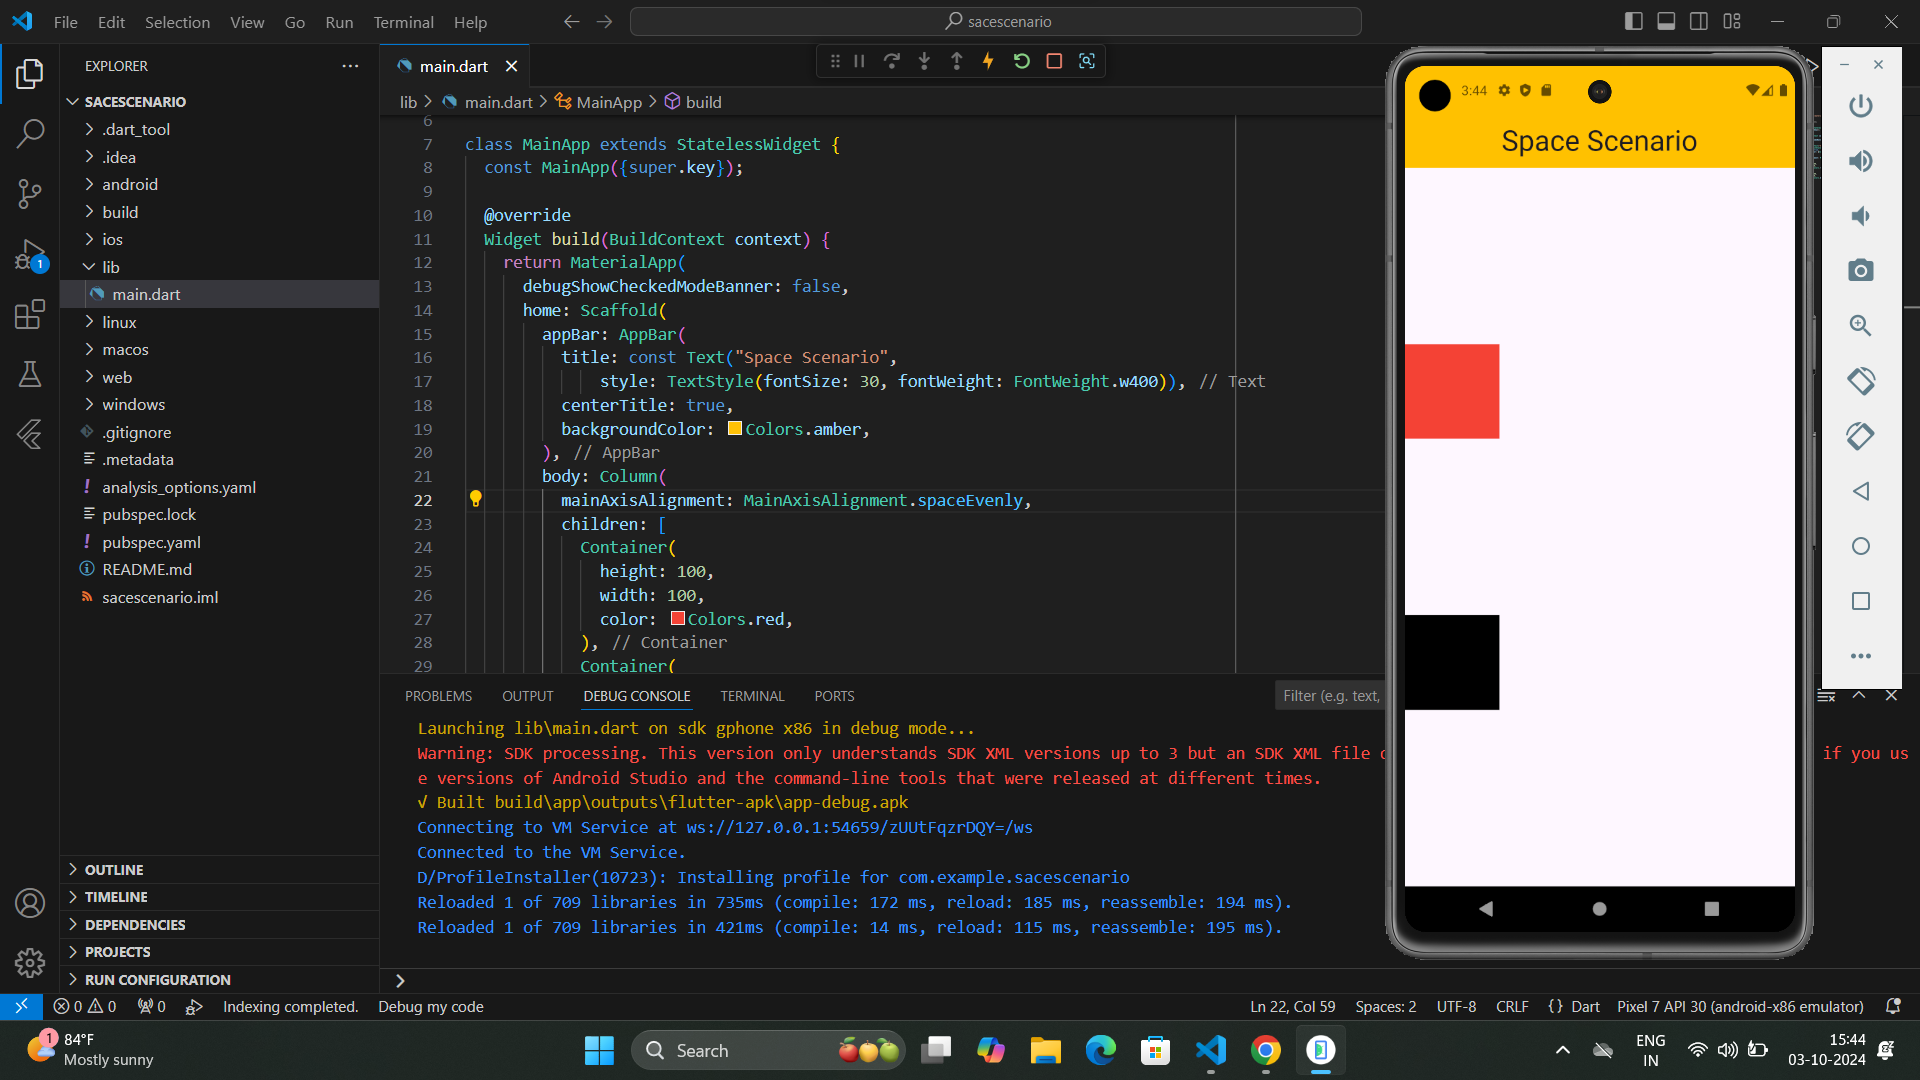 File Edit Selection View Go Run Terminal Help
sacescenario
EXPLORER
SACESCENARIO
.dart_tool
.idea
android
build
ios
lib
main.dart
linux
macos
web
windows
.gitignore
.metadata
analysis_options.yaml
pubspec.lock
pubspec.yaml
README.md
sacescenario.iml
OUTLINE
TIMELINE
DEPENDENCIES
PROJECTS
RUN CONFIGURATION
main.dart
lib > main.dart > MainApp > build
6
7 class MainApp extends StatelessWidget {
8 const MainApp({super.key});
9
10 @override
11 Widget build(BuildContext context) {
12 return MaterialApp(
13 debugShowCheckedModeBanner: false,
14 home: Scaffold(
15 appBar: AppBar(
16 title: const Text("Space Scenario",
17 style: TextStyle(fontSize: 30, fontWeight: FontWeight.w400)), // Text
18 centerTitle: true,
19 backgroundColor: Colors.amber,
20 ), // AppBar
21 body: Column(
22 mainAxisAlignment: MainAxisAlignment.spaceEvenly,
23 children: [
24 Container(
25 height: 100,
26 width: 100,
27 color: Colors.red,
28 ), // Container
29 Container(
PROBLEMS OUTPUT DEBUG CONSOLE TERMINAL PORTS
Filter (e.g. text,
Launching lib\main.dart on sdk gphone x86 in debug mode...
Warning: SDK processing. This version only understands SDK XML versions up to 3 but an SDK XML file if you us
e versions of Android Studio and the command-line tools that were released at different times.
√ Built build\app\outputs\flutter-apk\app-debug.apk
Connecting to VM Service at ws://127.0.0.1:54659/zUUtFqzrDQY=/ws
Connected to the VM Service.
D/ProfileInstaller(10723): Installing profile for com.example.sacescenario
Reloaded 1 of 709 libraries in 735ms (compile: 172 ms, reload: 185 ms, reassemble: 194 ms).
Reloaded 1 of 709 libraries in 421ms (compile: 14 ms, reload: 115 ms, reassemble: 195 ms).
3:44
Space Scenario
1
0 0 0 Indexing completed. Debug my code
Ln 22, Col 59 Spaces: 2 UTF-8 CRLF {} Dart Pixel 7 API 30 (android-x86 emulator)
1
84°F
Mostly sunny
Search
ENG
IN
15:44
03-10-2024